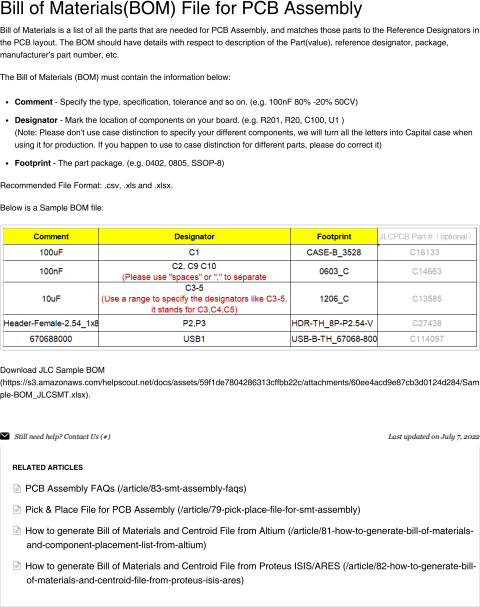 Bill of Materials(BOM) File for PCB Assembly
Bill of Materials is a list of all the parts that are needed for PCB Assembly, and matches those parts to the Reference Designators in
the PCB layout. The BOM should have details with respect to description of the Part(value), reference designator, package,
manufacturer's part number, etc.
The Bill of Materials (BOM) must contain the information below:
• Comment - Specify the type, specification, tolerance and so on. (e.g. 100nF 80% -20% 50CV)
• Designator - Mark the location of components on your board. (e.g. R201, R20, C100, U1 )
(Note: Please don't use case distinction to specify your different components, we will turn all the letters into Capital case when
using it for production. If you happen to use to case distinction for different parts, please do correct it)
• Footprint - The part package. (e.g. 0402, 0805, SSOP-8)
Recommended File Format: .csv, .xls and .xlsx.
Below is a Sample BOM file:
Comment Designator Footprint JLCPCB Part #（optional）
100uF C1 CASE-B_3528 C16133
100nF C2, C9 C10 0603_C C14663
(Please use "spaces" or "," to separate
10uF C3-5 1206_C C13585
(Use a range to specify the designators like C3-5,
it stands for C3,C4,C5)
Header-Female-2.54_1x8 P2,P3 HDR-TH_8P-P2.54-V C27438
670688000 USB1 USB-B-TH_67068-800 C114097
Download JLC Sample BOM
(https://s3.amazonaws.com/helpscout.net/docs/assets/59f1de7804286313cffbb22c/attachments/60ee4acd9e87cb3d0124d284/Sam
ple-BOM_JLCSMT.xlsx).
Still need help? Contact Us (#) Last updated on July 7, 2022
RELATED ARTICLES
PCB Assembly FAQs (/article/83-smt-assembly-faqs)
Pick & Place File for PCB Assembly (/article/79-pick-place-file-for-smt-assembly)
How to generate Bill of Materials and Centroid File from Altium (/article/81-how-to-generate-bill-of-materials-
and-component-placement-list-from-altium)
How to generate Bill of Materials and Centroid File from Proteus ISIS/ARES (/article/82-how-to-generate-bill-
of-materials-and-centroid-file-from-proteus-isis-ares)